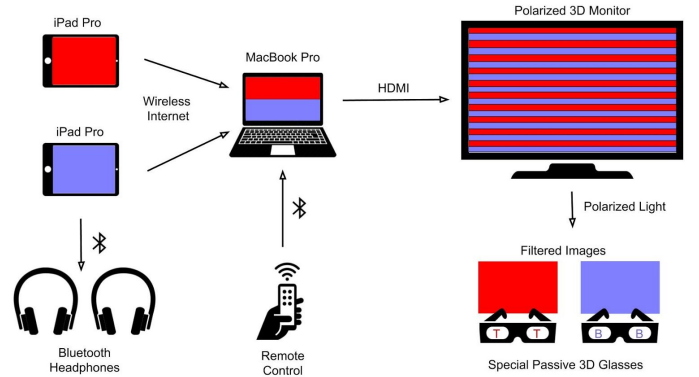 iPad Pro
Polarized 3D Monitor
MacBook Pro
HDMI
Wireless
Internet
iPad Pro
Polarized Light
Filtered Images
T T B B
Bluetooth
Headphones
Remote
Control
Special Passive 3D Glasses